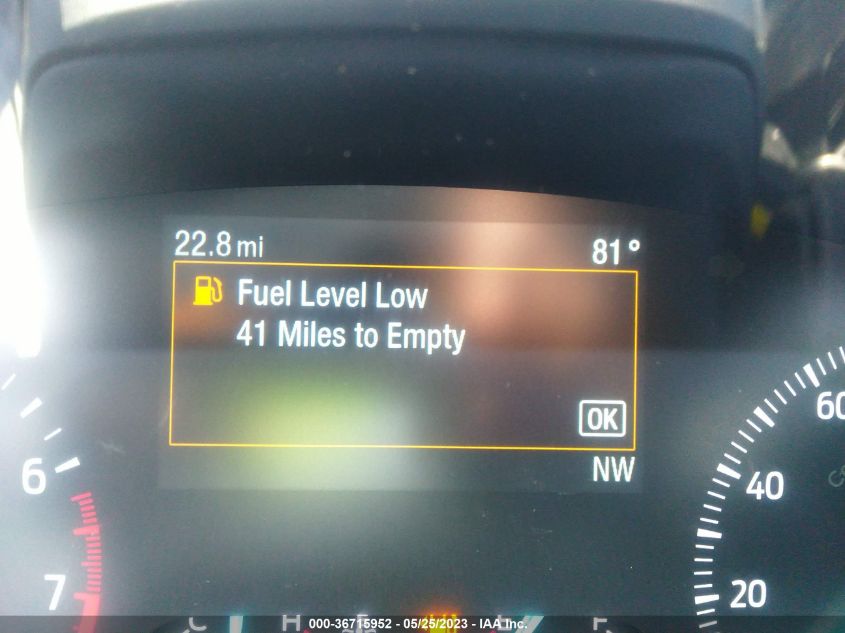 22.8 mi 81°
Fuel Level Low
41 Miles to Empty
OK
NW
6
7
60
40
20
C H E F
000-36715952 - 05/25/2023 - IAA Inc.